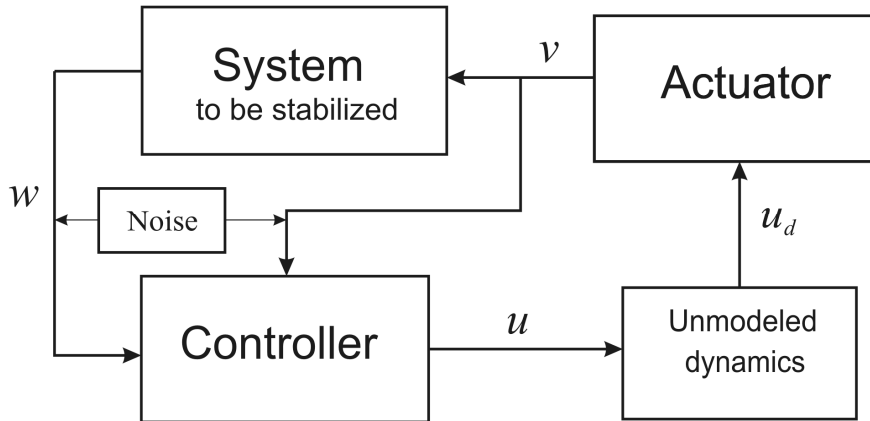 System
to be stabilized
v
Actuator
w
Noise
u_d
Controller
u
Unmodeled
dynamics